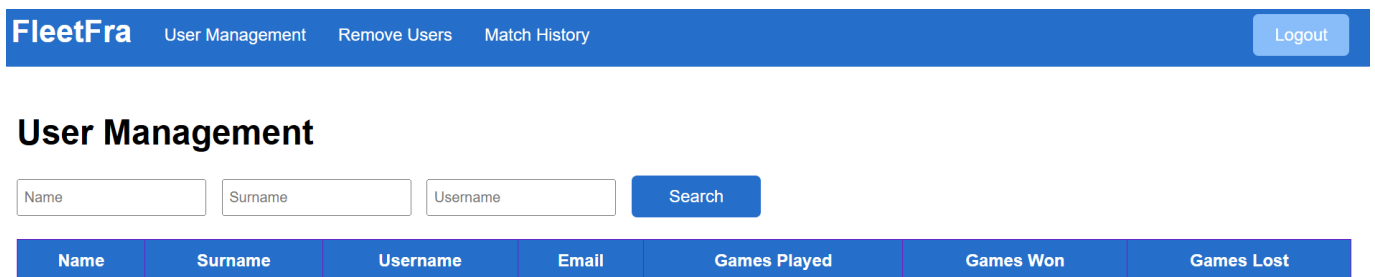 FleetFra User Management Remove Users Match History Logout
User Management
Name Surname Username Search
Name Surname Username Email Games Played Games Won Games Lost